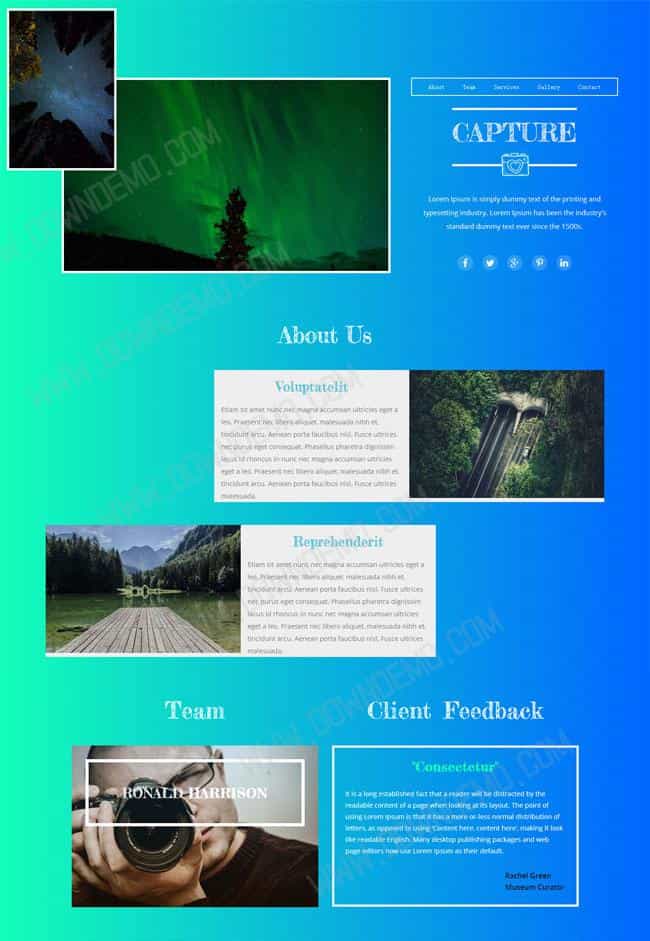 About Team Services Gallery Contact
CAPTURE
Lorem Ipsum is simply dummy text of the printing and
typesetting industry. Lorem Ipsum has been the industry's
standard dummy text ever since the 1500s.
About Us
Voluptatelit
Etiam sit amet nunc nec magna accumsan ultricies eget a
leo. Praesent nec libero aliquet, malesuada nibh et,
tincidunt arcu. Aenean porta faucibus nisl. Fusce ultrices
nec purus eget consequat. Phasellus pharetra dignissim
lacus id rhoncus in nunc nec magna accumsan ultricies
eget a leo. Praesent nec libero aliquet, malesuada nibh et,
tincidunt arcu. Aenean porta faucibus nisl. Fusce ultrices
malesuada.
Reprehenderit
Etiam sit amet nunc nec magna accumsan ultricies eget a
leo. Praesent nec libero aliquet, malesuada nibh et,
tincidunt arcu. Aenean porta faucibus nisl. Fusce ultrices
nec purus eget consequat. Phasellus pharetra dignissim
lacus id rhoncus in nunc nec magna accumsan ultricies
eget a leo. Praesent nec libero aliquet, malesuada nibh et,
tincidunt arcu. Aenean porta faucibus nisl. Fusce ultrices
malesuada.
Team
RONALD HARRISON
Client Feedback
"Consectetur"
It is a long established fact that a reader will be distracted by the
readable content of a page when looking at its layout. The point of
using Lorem Ipsum is that it has a more-or-less normal distribution of
letters, as opposed to using 'Content here, content here', making it look
like readable English. Many desktop publishing packages and web
page editors now use Lorem Ipsum as their default.
Rachel Green
Museum Curator
WWW.DOWNDEMO.COM